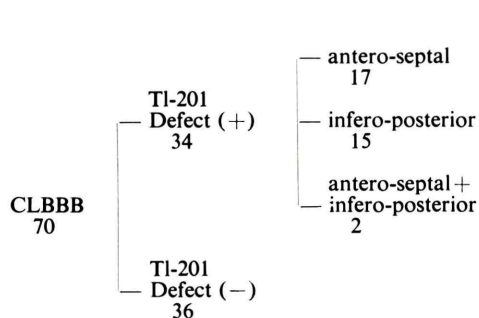 CLBBB
70
Tl-201
Defect (+)
34
antero-septal
17
infero-posterior
15
antero-septal+
infero-posterior
2
Tl-201
Defect (−)
36